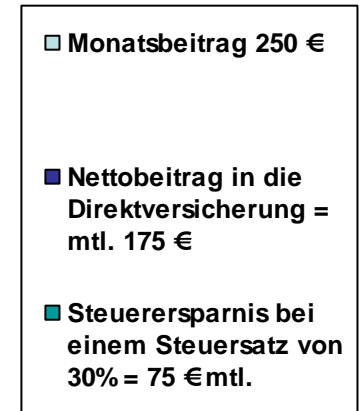 Monatsbeitrag 250 €
Nettobeitrag in die
Direktversicherung =
mtl. 175 €
Steuerersparnis bei
einem Steuersatz von
30% = 75 € mtl.